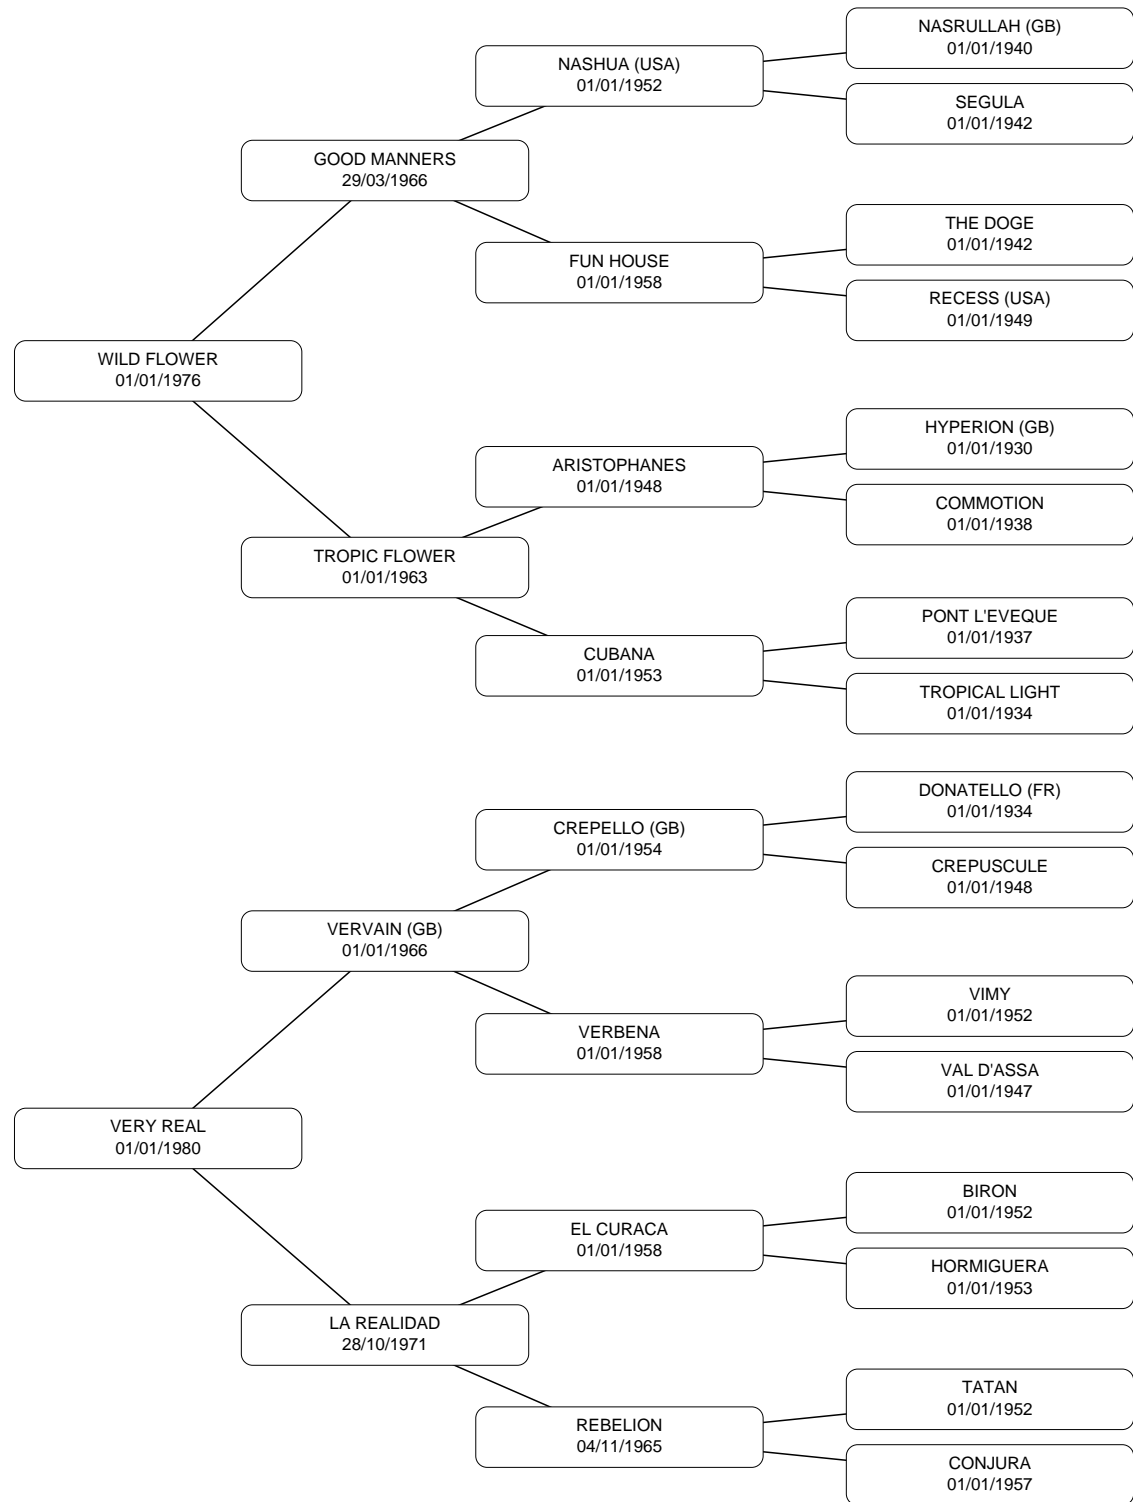 NASRULLAH (GB)
01/01/1940
NASHUA (USA)
01/01/1952
SEGULA
01/01/1942
GOOD MANNERS
29/03/1966
THE DOGE
01/01/1942
FUN HOUSE
01/01/1958
RECESS (USA)
01/01/1949
WILD FLOWER
01/01/1976
HYPERION (GB)
01/01/1930
ARISTOPHANES
01/01/1948
COMMOTION
01/01/1938
TROPIC FLOWER
01/01/1963
PONT L'EVEQUE
01/01/1937
CUBANA
01/01/1953
TROPICAL LIGHT
01/01/1934
DONATELLO (FR)
01/01/1934
CREPELLO (GB)
01/01/1954
CREPUSCULE
01/01/1948
VERVAIN (GB)
01/01/1966
VIMY
01/01/1952
VERBENA
01/01/1958
VAL D'ASSA
01/01/1947
VERY REAL
01/01/1980
BIRON
01/01/1952
EL CURACA
01/01/1958
HORMIGUERA
01/01/1953
LA REALIDAD
28/10/1971
TATAN
01/01/1952
REBELION
04/11/1965
CONJURA
01/01/1957